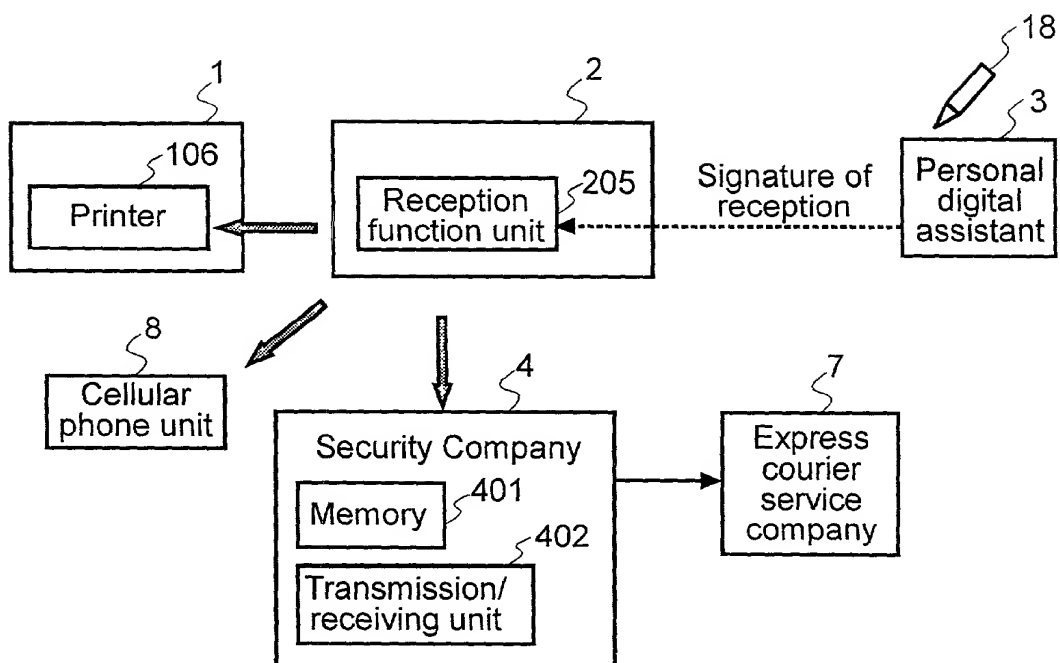 18
1
2
3
106
Printer
Reception
function unit
205
Signature of
reception
Personal
digital
assistant
8
Cellular
phone unit
4
Security Company
Memory
401
402
Transmission/
receiving unit
7
Express
courier
service
company